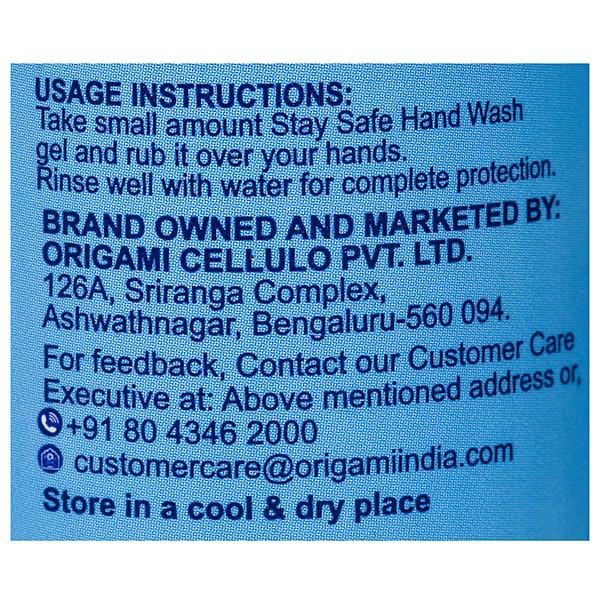 USAGE INSTRUCTIONS:
Take small amount Stay Safe Hand Wash
gel and rub it over your hands.
Rinse well with water for complete protection.
BRAND OWNED AND MARKETED BY:
ORIGAMI CELLULO PVT. LTD.
126A, Sriranga Complex,
Ashwathnagar, Bengaluru-560 094.
For feedback, Contact our Customer Care
Executive at: Above mentioned address or,
+91 80 4346 2000
customercare@origamiindia.com
Store in a cool & dry place